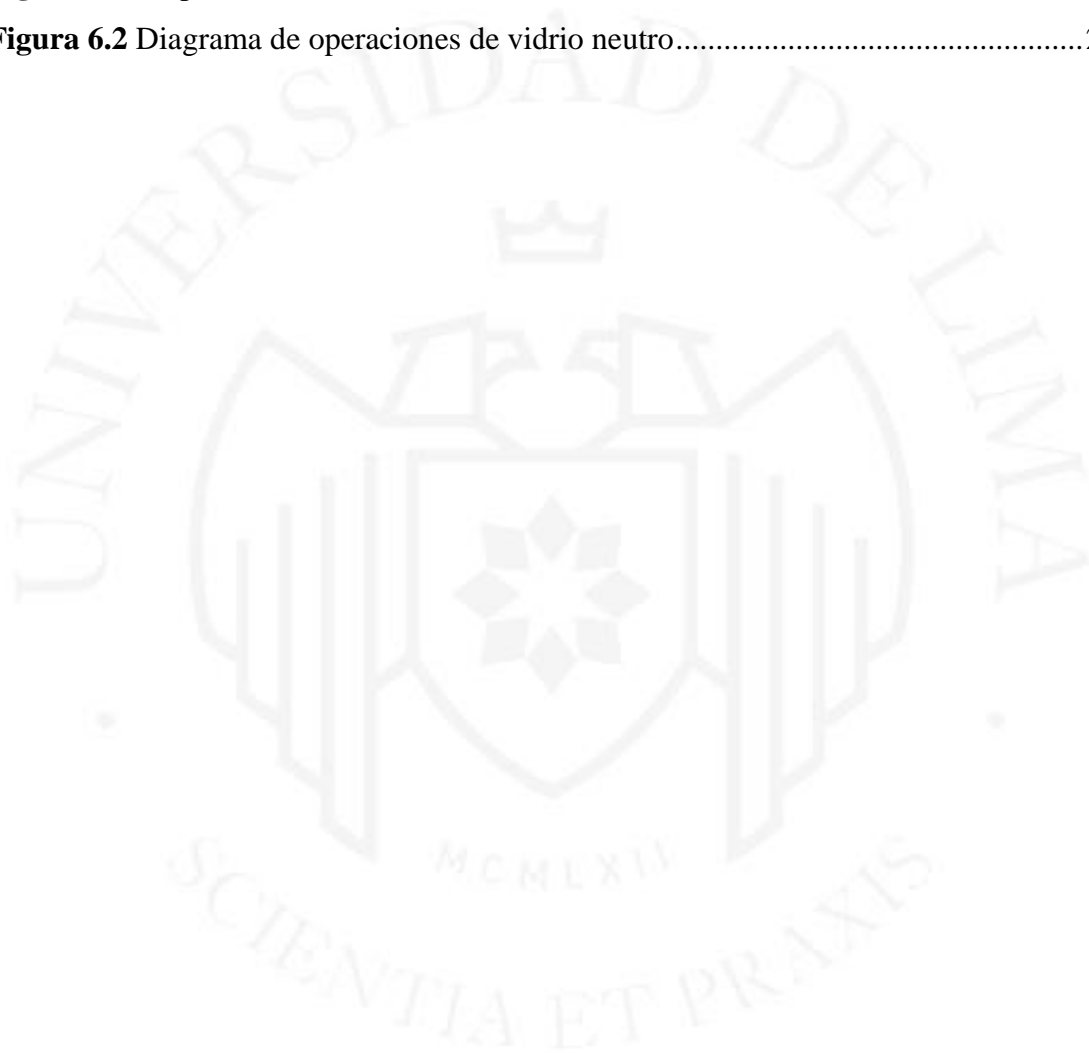 Figura 6.2 Diagrama de operaciones de vidrio neutro..................................................
UNIVERSIDAD DE LIMA
MCMLXII
SCIENTIA ET PRAXIS